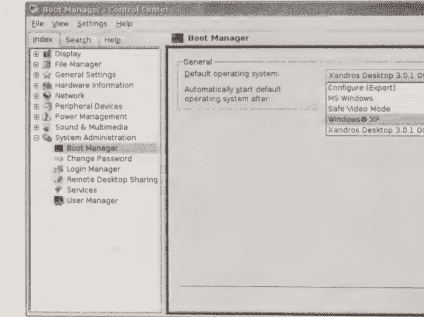 Boot Manager - Control Center
File View Settings Help
Index Search Help
Display
File Manager
General Settings
Hardware Information
Network
Peripheral Devices
Power Management
Sound & Multimedia
System Administration
Boot Manager
Change Password
Login Manager
Remote Desktop Sharing
Services
User Manager
Boot Manager
General
Default operating system:
Xandros Desktop 3.0.1
Automatically start default
operating system after:
Configure (Expert)
MS Windows
Safe Video Mode
Windows® XP
Xandros Desktop 3.0.1